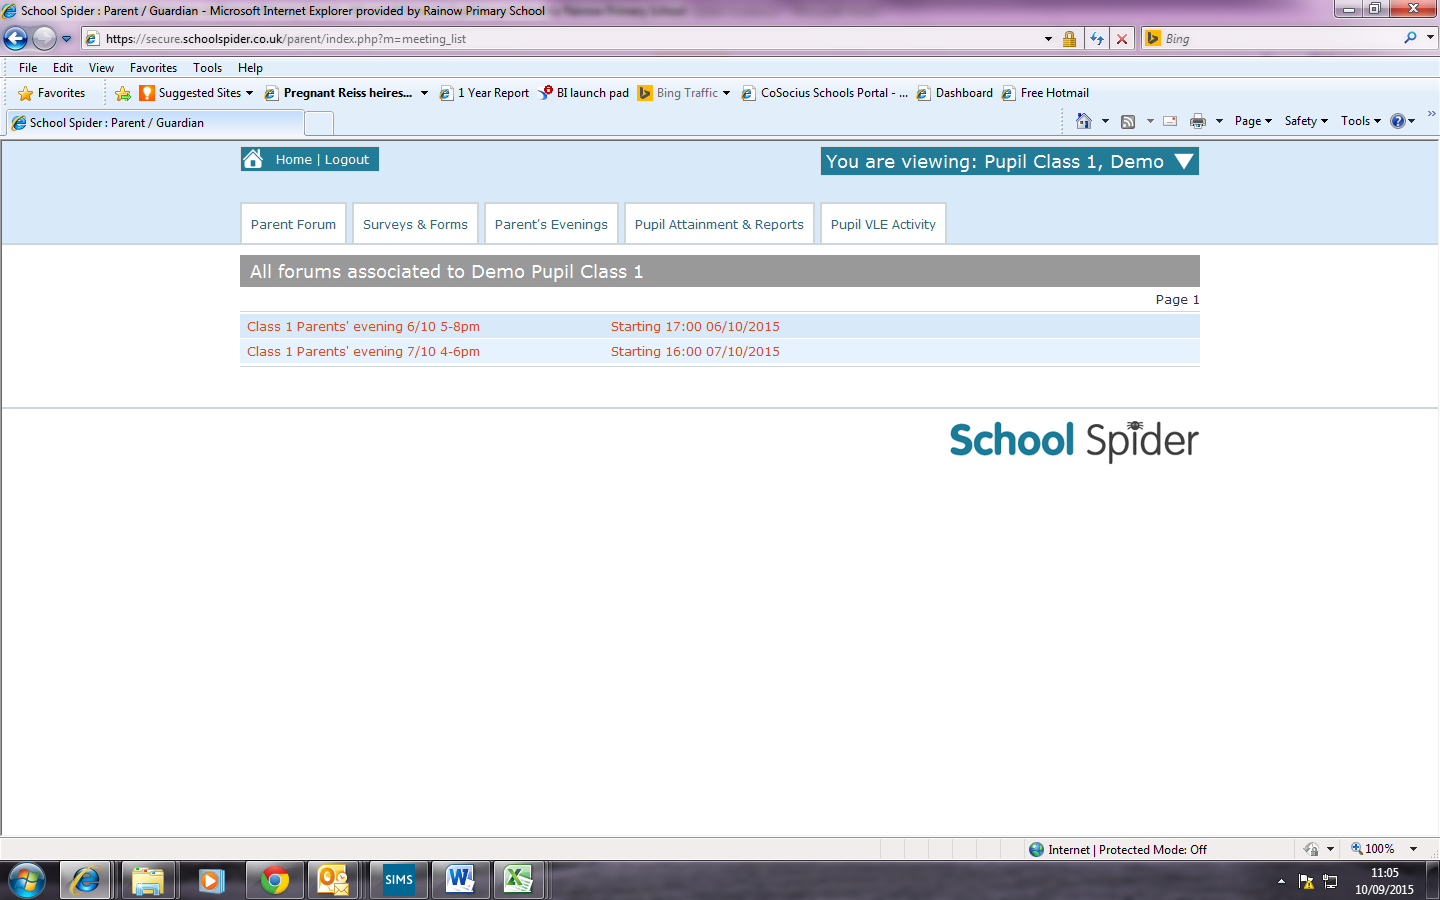 School Spider : Parent / Guardian - Microsoft Internet Explorer provided by Rainow Primary School
https://secure.schoolspider.co.uk/parent/index.php?m=meeting_list
Bing
File Edit View Favorites Tools Help
Favorites Suggested Sites Pregnant Reiss heires... 1 Year Report BI launch pad Bing Traffic CoSocius Schools Portal - ... Dashboard Free Hotmail
School Spider : Parent / Guardian
Page Safety Tools
Home | Logout
You are viewing: Pupil Class 1, Demo
Parent Forum Surveys & Forms Parent's Evenings Pupil Attainment & Reports Pupil VLE Activity
All forums associated to Demo Pupil Class 1
Page 1
Class 1 Parents' evening 6/10 5-8pm Starting 17:00 06/10/2015
Class 1 Parents' evening 7/10 4-6pm Starting 16:00 07/10/2015
School Spider
Internet | Protected Mode: Off 100%
SIMS
11:05
10/09/2015